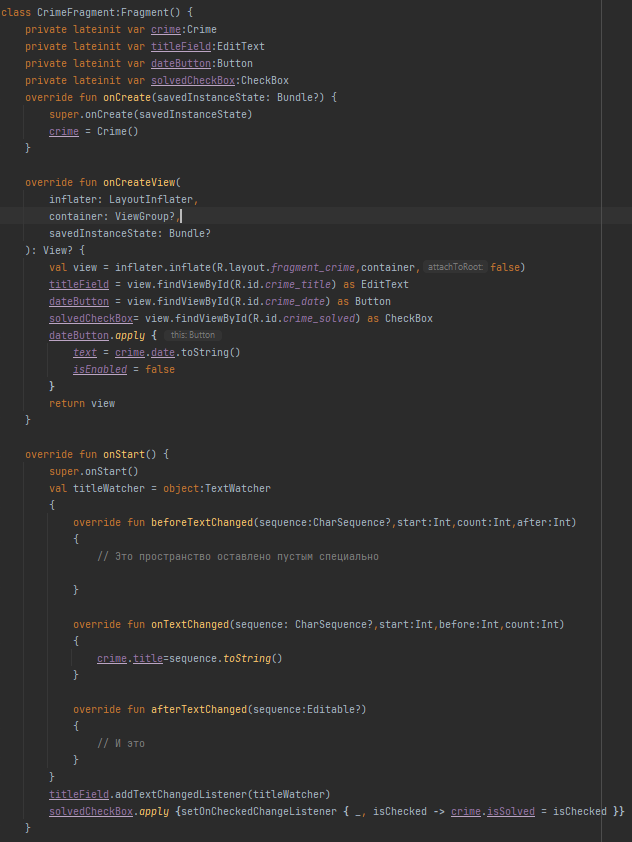 class CrimeFragment:Fragment() {
    private lateinit var crime:Crime
    private lateinit var titleField:EditText
    private lateinit var dateButton:Button
    private lateinit var solvedCheckBox:CheckBox
    override fun onCreate(savedInstanceState: Bundle?) {
        super.onCreate(savedInstanceState)
        crime = Crime()
    }

    override fun onCreateView(
        inflater: LayoutInflater,
        container: ViewGroup?,
        savedInstanceState: Bundle?
    ): View? {
        val view = inflater.inflate(R.layout.fragment_crime,container, attachToRoot: false)
        titleField = view.findViewById(R.id.crime_title) as EditText
        dateButton = view.findViewById(R.id.crime_date) as Button
        solvedCheckBox= view.findViewById(R.id.crime_solved) as CheckBox
        dateButton.apply { this: Button
            text = crime.date.toString()
            isEnabled = false
        }
        return view
    }

    override fun onStart() {
        super.onStart()
        val titleWatcher = object:TextWatcher
        {
            override fun beforeTextChanged(sequence:CharSequence?,start:Int,count:Int,after:Int)
            {
                // Это пространство оставлено пустым специально

            }

            override fun onTextChanged(sequence: CharSequence?,start:Int,before:Int,count:Int)
            {
                crime.title=sequence.toString()
            }

            override fun afterTextChanged(sequence:Editable?)
            {
                // И это
            }
        }
        titleField.addTextChangedListener(titleWatcher)
        solvedCheckBox.apply {setOnCheckedChangeListener { _, isChecked -> crime.isSolved = isChecked }}
    }